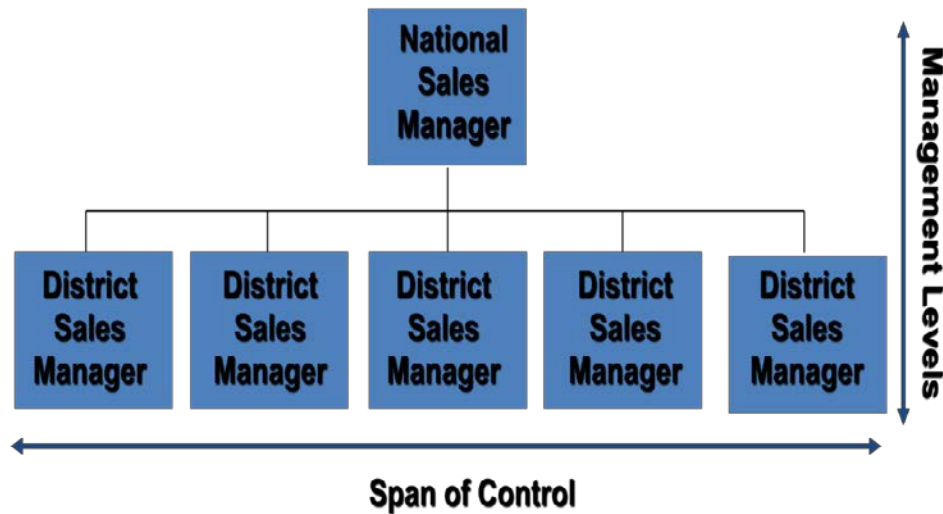 National
Sales
Manager
Management Levels
District
Sales
Manager
District
Sales
Manager
District
Sales
Manager
District
Sales
Manager
District
Sales
Manager
Span of Control